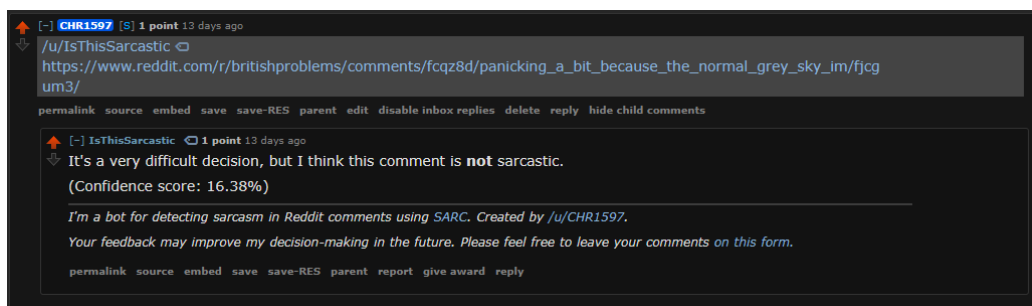 [-] CHR1597 [S] 1 point 13 days ago
/u/IsThisSarcastic
https://www.reddit.com/r/britishproblems/comments/fcqz8d/panicking_a_bit_because_the_normal_grey_sky_im/fjcg
um3/
permalink source embed save save-RES parent edit disable inbox replies delete reply hide child comments
[-] IsThisSarcastic 1 point 13 days ago
It's a very difficult decision, but I think this comment is not sarcastic.
(Confidence score: 16.38%)
I'm a bot for detecting sarcasm in Reddit comments using SARC. Created by /u/CHR1597.
Your feedback may improve my decision-making in the future. Please feel free to leave your comments on this form.
permalink source embed save save-RES parent report give award reply